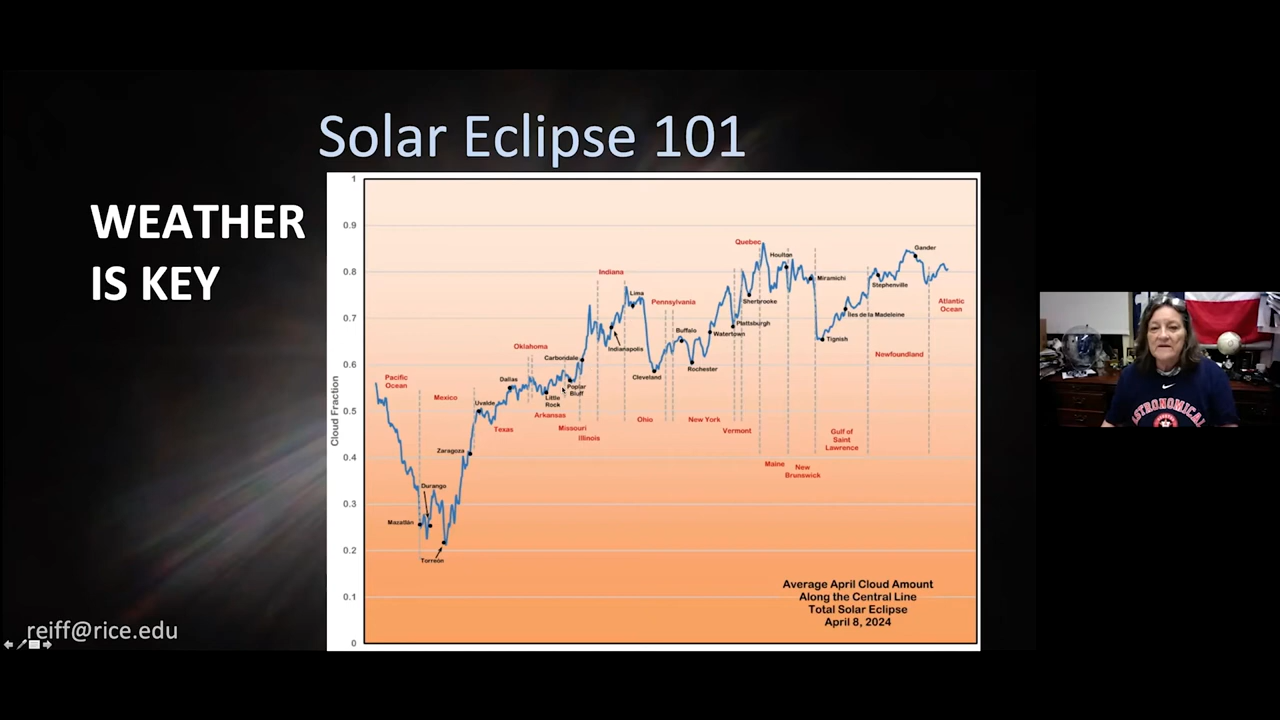 Solar Eclipse 101
WEATHER
IS KEY
1
0.9
0.8
0.7
0.6
0.5
0.4
0.3
0.2
0.1
0
Cloud Fraction
Pacific
Ocean
Mexico
Mazatlán
Durango
Torreón
Zaragoza
Uvalde
Texas
Dallas
Oklahoma
Little
Rock
Arkansas
Poplar
Bluff
Missouri
Carbondale
Illinois
Indiana
Indianapolis
Lima
Ohio
Cleveland
Pennsylvania
Buffalo
Rochester
New York
Watertown
Plattsburgh
Vermont
Quebec
Sherbrooke
Maine
Houlton
New
Brunswick
Miramichi
Tignish
Gulf of
Saint
Lawrence
Îles de la Madeleine
Stephenville
Newfoundland
Gander
Atlantic
Ocean
Average April Cloud Amount
Along the Central Line
Total Solar Eclipse
April 8, 2024
reiff@rice.edu
ASTRONOMICAL